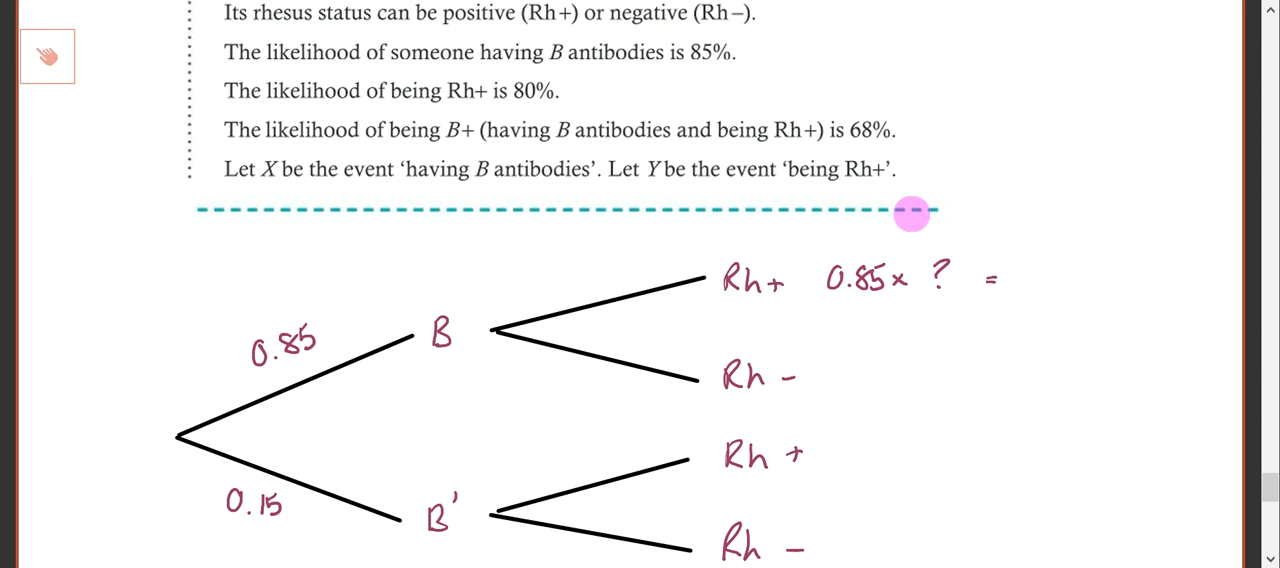 Its rhesus status can be positive (Rh+) or negative (Rh–).
The likelihood of someone having B antibodies is 85%.
The likelihood of being Rh+ is 80%.
The likelihood of being B+ (having B antibodies and being Rh+) is 68%.
Let X be the event ‘having B antibodies’. Let Y be the event ‘being Rh+’.
Rh+ 0.85× ? =
0.85 B
Rh -
Rh +
0.15 B'
Rh -